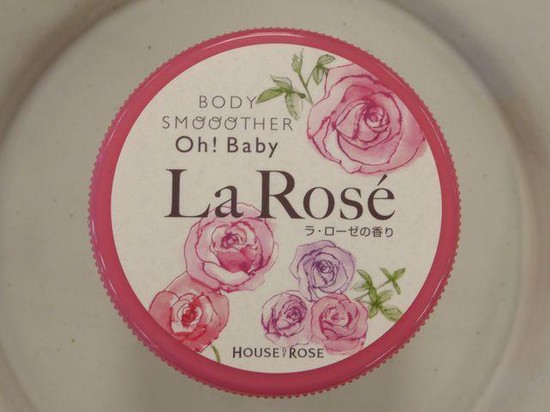 BODY
SMOOOTHER
Oh! Baby
La Rosé
ラ・ローゼの香り
HOUSE OF ROSE